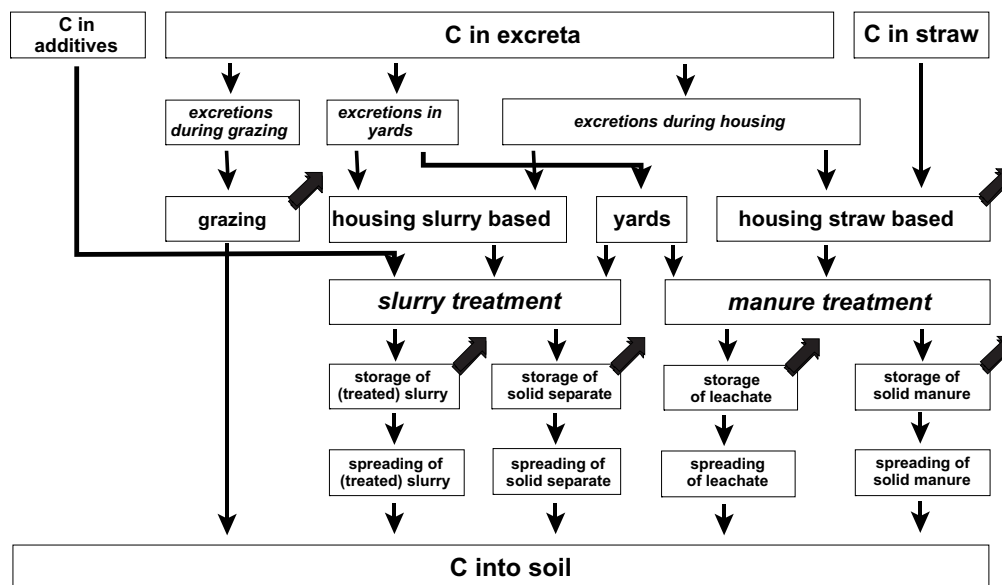 C in
additives
C in excreta
C in straw
excretions
during grazing
excretions in
yards
excretions during housing
grazing
housing slurry based
yards
housing straw based
slurry treatment
manure treatment
storage of
(treated) slurry
storage of
solid separate
storage
of leachate
storage of
solid manure
spreading of
(treated) slurry
spreading of
solid separate
spreading
of leachate
spreading of
solid manure
C into soil